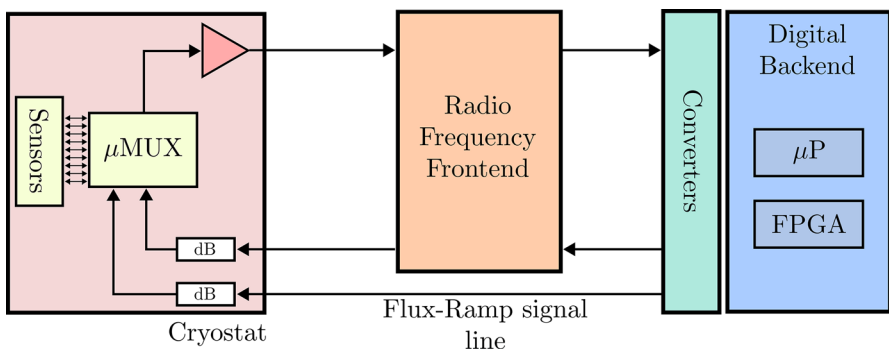 Sensors
μMUX
dB
dB
Cryostat
Radio
Frequency
Frontend
Flux-Ramp signal
line
Converters
Digital
Backend
μP
FPGA